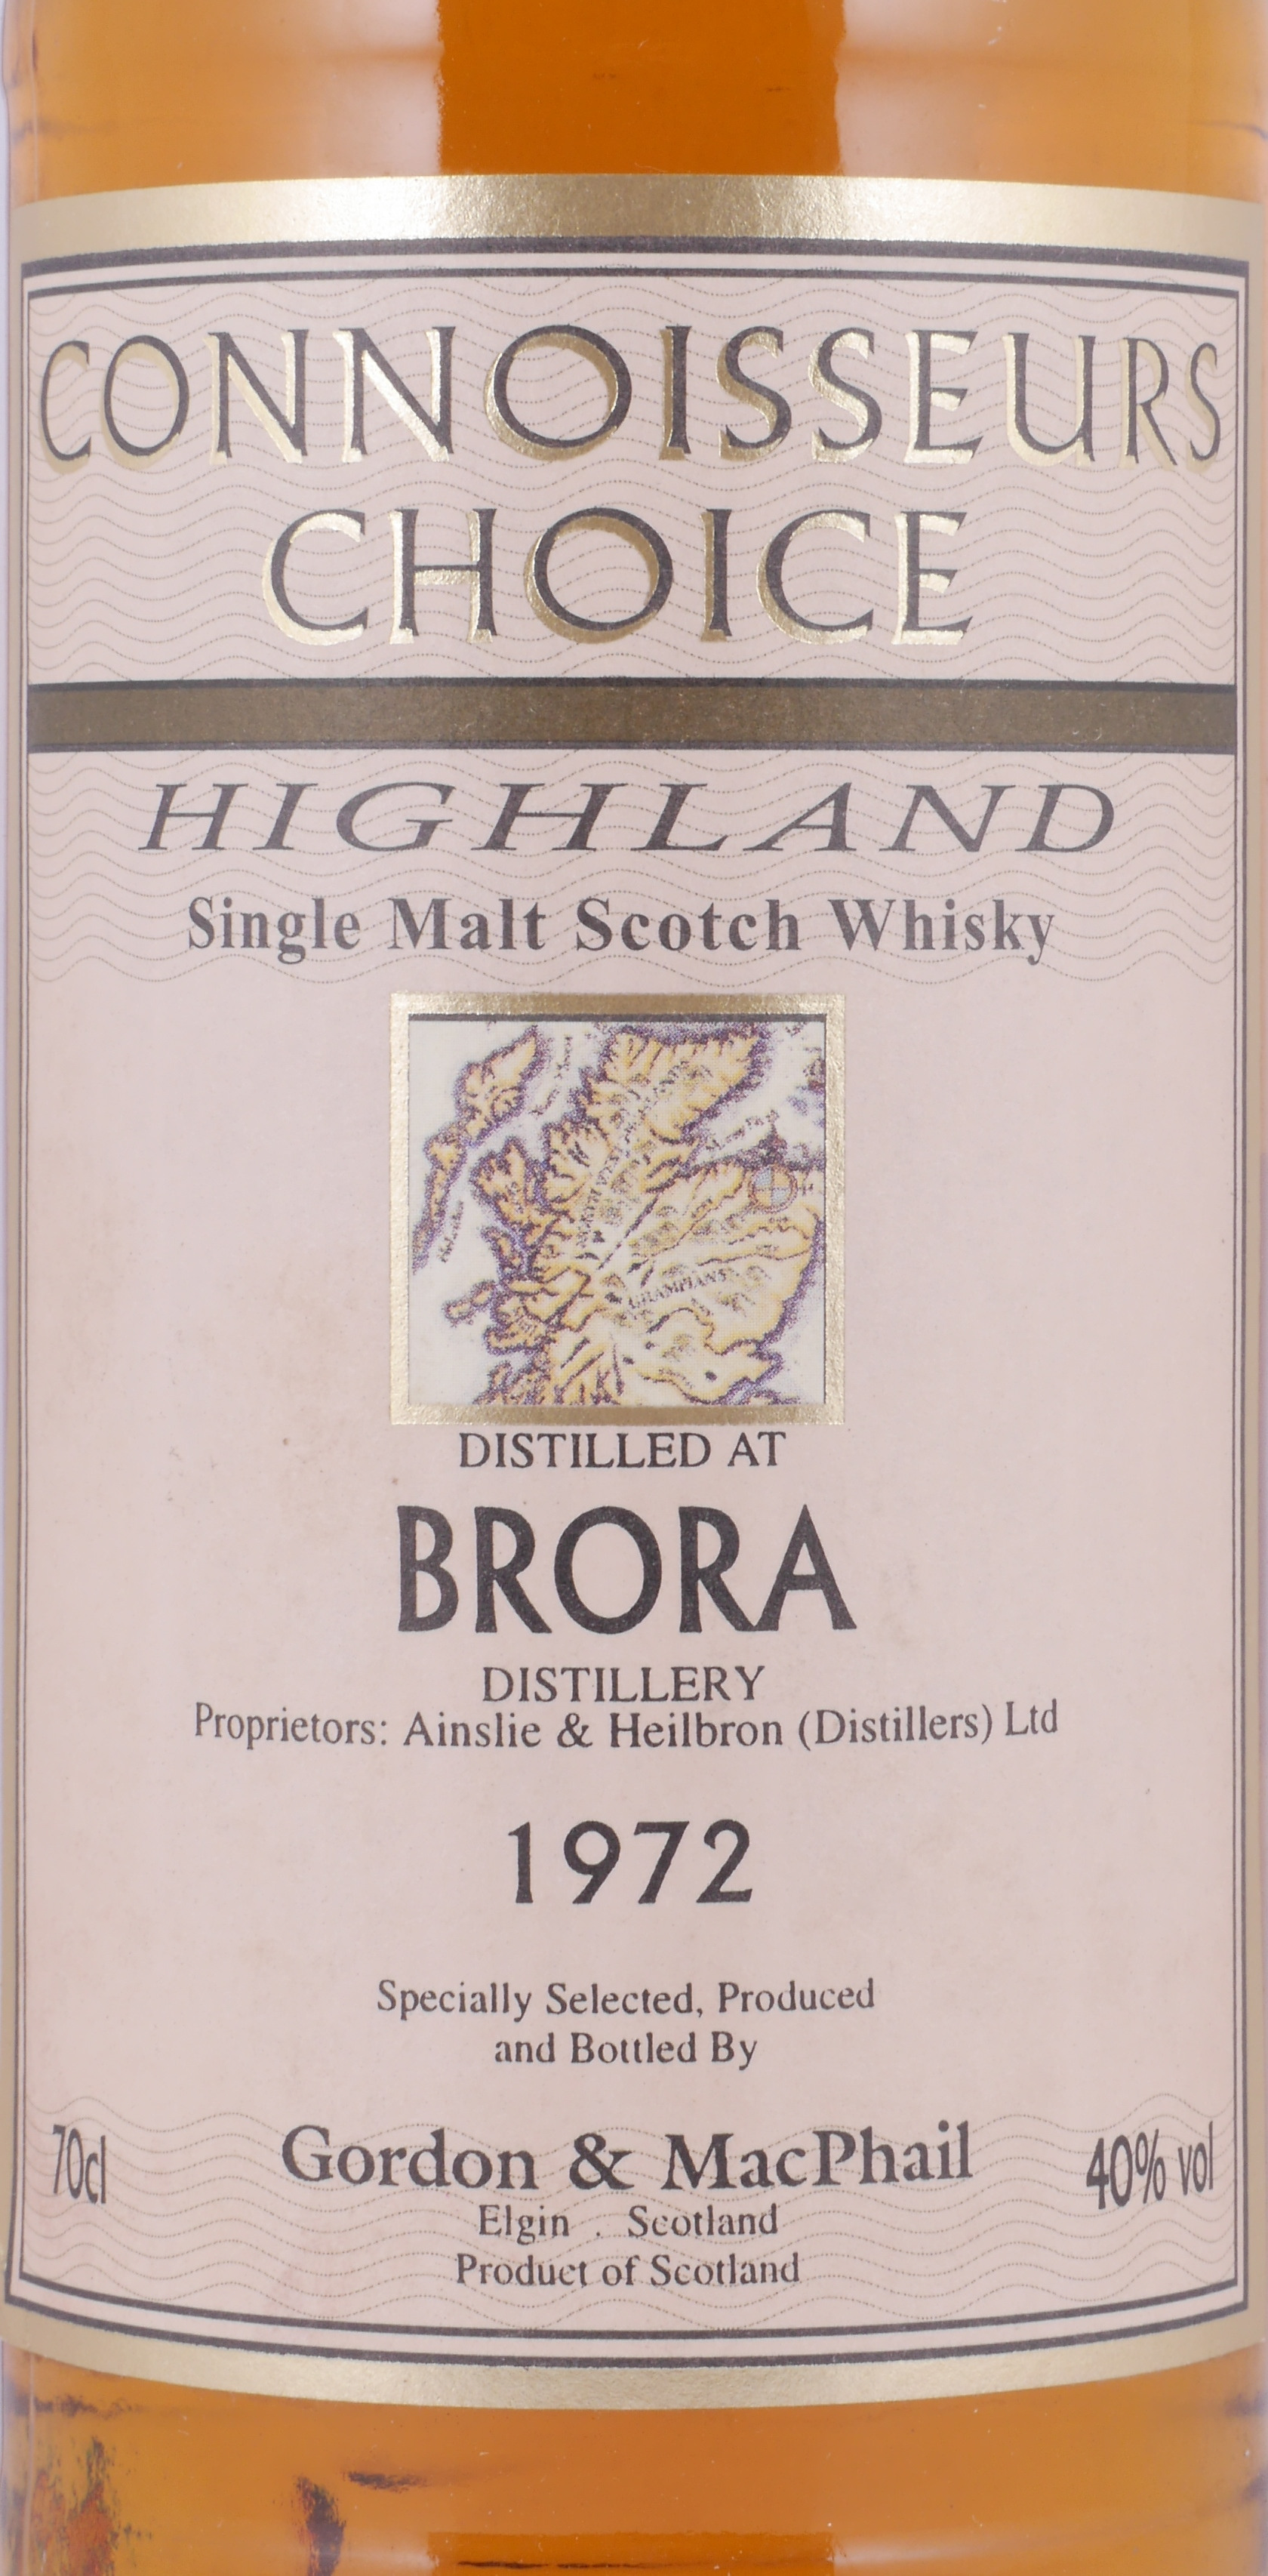 CONNOISSEURS
CHOICE
HIGHLAND
Single Malt Scotch Whisky
GRAMPIANS
DISTILLED AT
BRORA
DISTILLERY
Proprietors: Ainslie & Heilbron (Distillers) Ltd
1972
Specially Selected, Produced
and Bottled By
70cl Gordon & MacPhail 40% vol
Elgin . Scotland
Product of Scotland